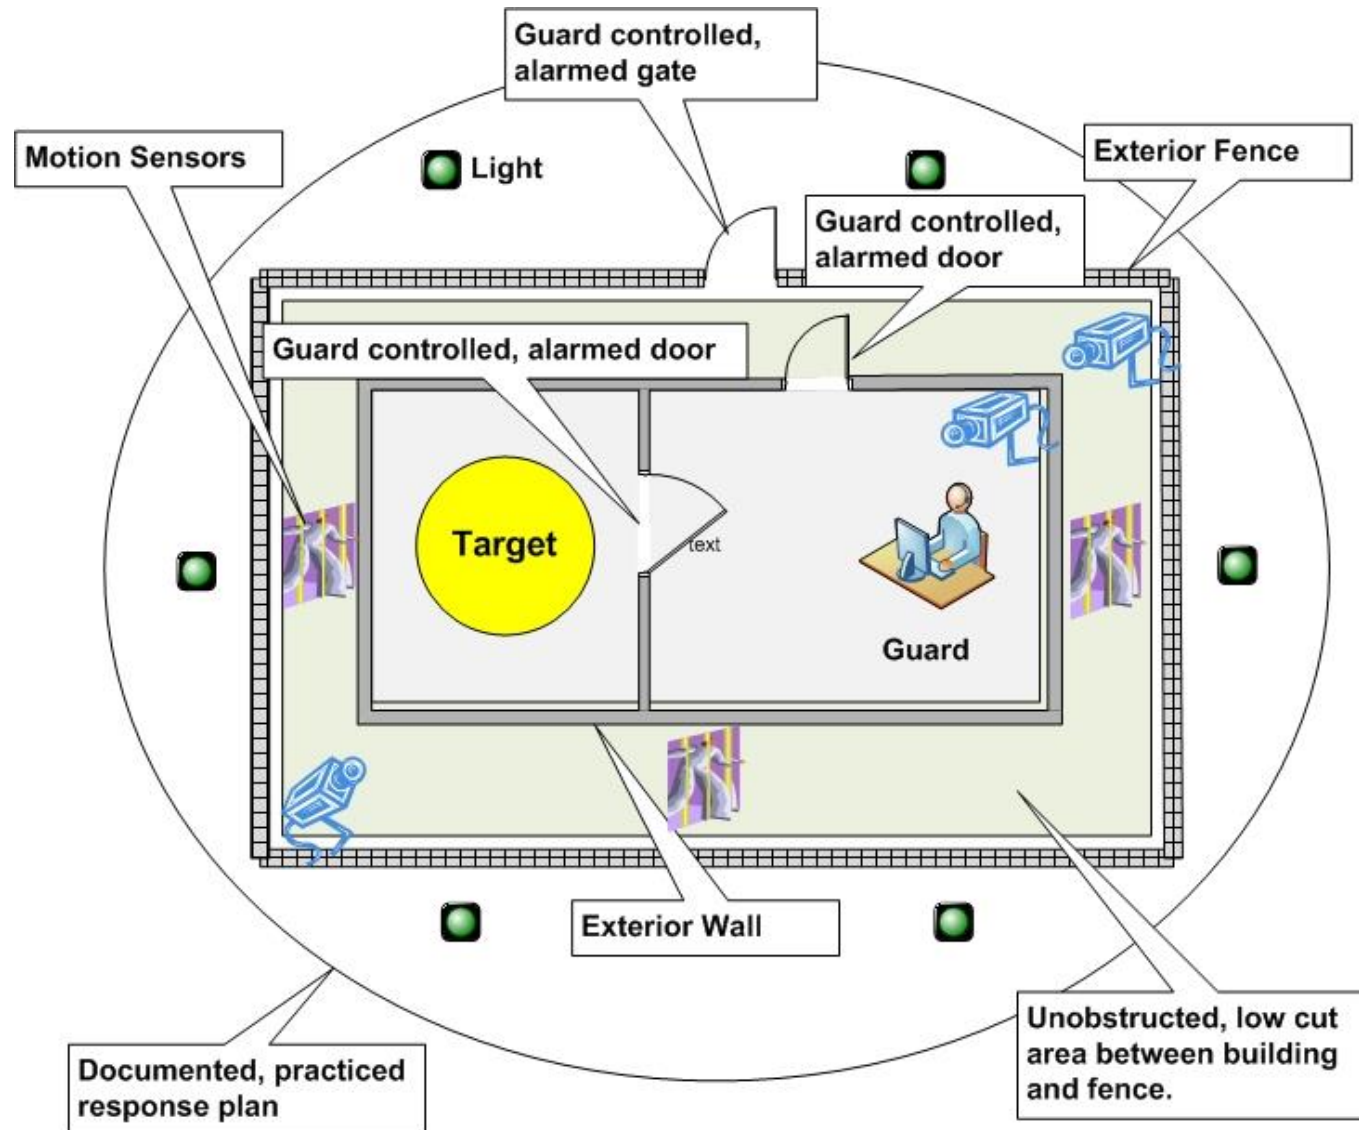 Guard controlled,
alarmed gate
Motion Sensors
Light
Exterior Fence
Guard controlled,
alarmed door
Guard controlled, alarmed door
Target
text
Guard
Exterior Wall
Unobstructed, low cut
area between building
and fence.
Documented, practiced
response plan